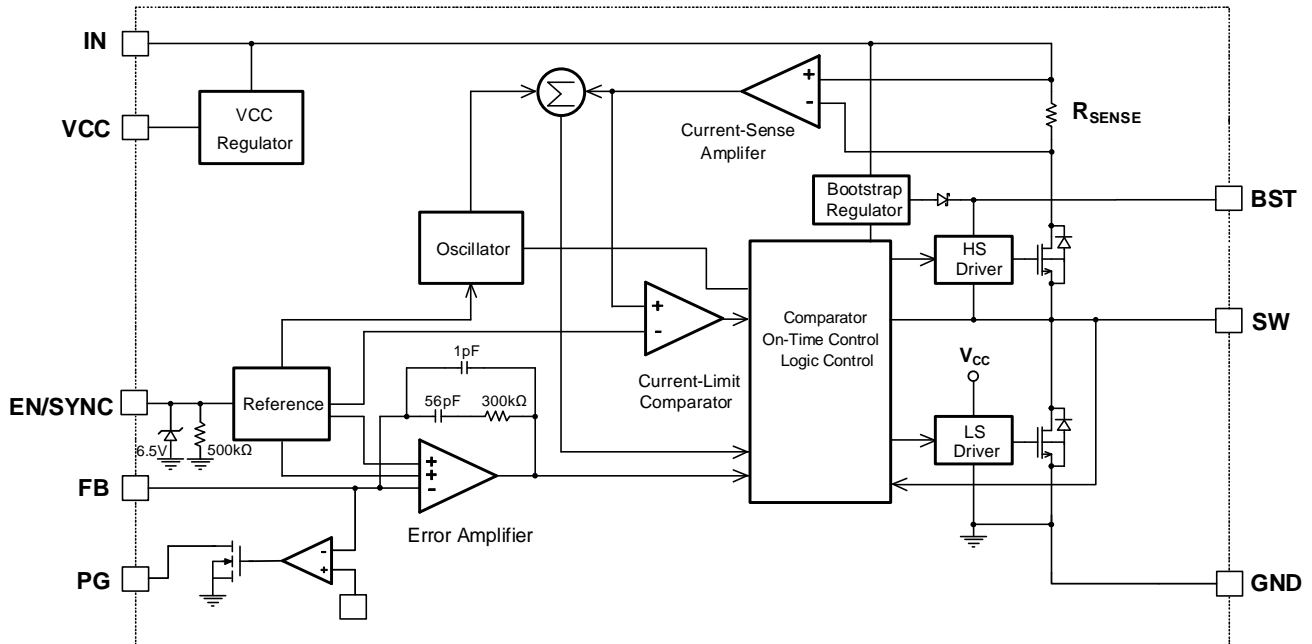 IN
VCC
VCC
Regulator
Σ
+
-
Current-Sense
Amplifer
RSENSE
Bootstrap
Regulator
BST
Oscillator
HS
Driver
+
-
Current-Limit
Comparator
Comparator
On-Time Control
Logic Control
SW
VCC
EN/SYNC
Reference
1pF
56pF
300kΩ
6.5V
500kΩ
LS
Driver
FB
+
+
-
Error Amplifier
PG
-
+
GND